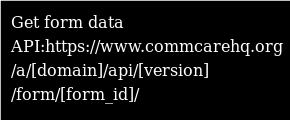 Get form data
API:https://www.commcarehq.org
/a/[domain]/api/[version]
/form/[form_id]/